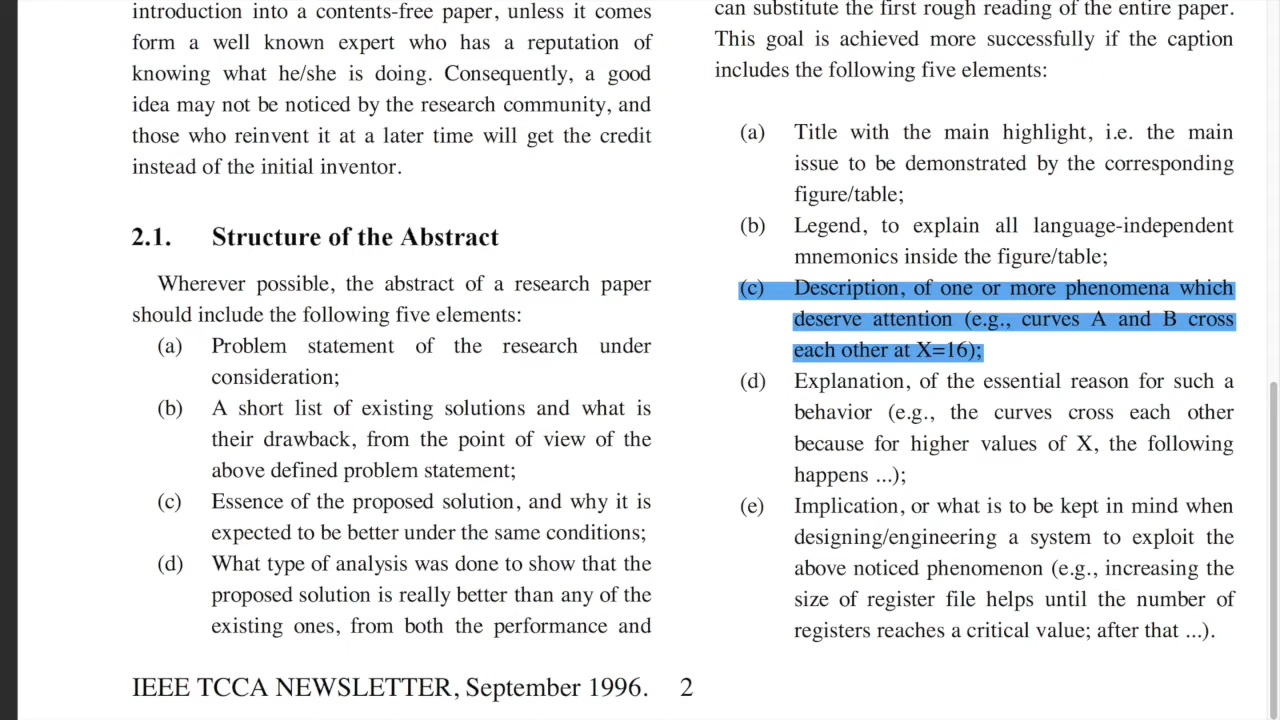 introduction into a contents-free paper, unless it comes
form a well known expert who has a reputation of
knowing what he/she is doing. Consequently, a good
idea may not be noticed by the research community, and
those who reinvent it at a later time will get the credit
instead of the initial inventor.
2.1. Structure of the Abstract
Wherever possible, the abstract of a research paper
should include the following five elements:
(a) Problem statement of the research under
consideration;
(b) A short list of existing solutions and what is
their drawback, from the point of view of the
above defined problem statement;
(c) Essence of the proposed solution, and why it is
expected to be better under the same conditions;
(d) What type of analysis was done to show that the
proposed solution is really better than any of the
existing ones, from both the performance and
can substitute the first rough reading of the entire paper.
This goal is achieved more successfully if the caption
includes the following five elements:
(a) Title with the main highlight, i.e. the main
issue to be demonstrated by the corresponding
figure/table;
(b) Legend, to explain all language-independent
mnemonics inside the figure/table;
(c) Description, of one or more phenomena which
deserve attention (e.g., curves A and B cross
each other at X=16);
(d) Explanation, of the essential reason for such a
behavior (e.g., the curves cross each other
because for higher values of X, the following
happens ...);
(e) Implication, or what is to be kept in mind when
designing/engineering a system to exploit the
above noticed phenomenon (e.g., increasing the
size of register file helps until the number of
registers reaches a critical value; after that ...).
IEEE TCCA NEWSLETTER, September 1996. 2